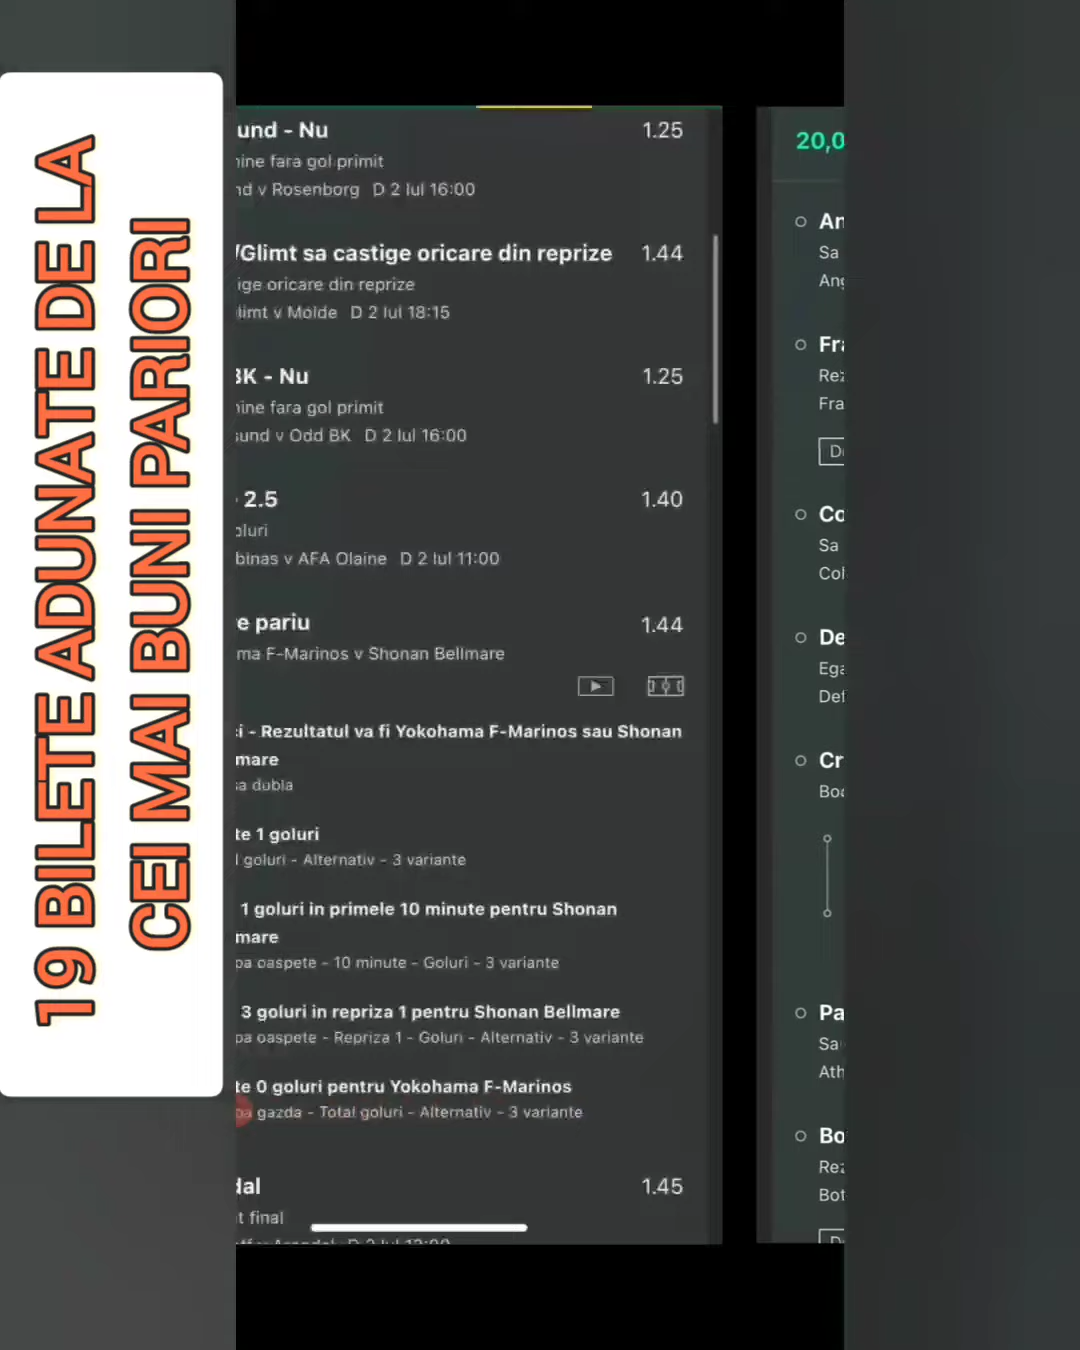 19 BILETE ADUNATE DE LA
CEI MAI BUNI PARIORI
und - Nu 1.25
fara gol primit
v Rosenborg D 2 Iul 16:00
/Glimt sa castige oricare din reprize 1.44
ige oricare din reprize
limt v Molde D 2 Iul 18:15
BK - Nu 1.25
fara gol primit
sund v Odd BK D 2 Iul 16:00
2.5 1.40
oluri
binas v AFA Olaine D 2 Iul 11:00
e pariu 1.44
ma F-Marinos v Shonan Bellmare
- Rezultatul va fi Yokohama F-Marinos sau Shonan
mare
sa dubla
te 1 goluri
goluri - Alternativ - 3 variante
1 goluri in primele 10 minute pentru Shonan
mare
pa oaspete - 10 minute - Goluri - 3 variante
3 goluri in repriza 1 pentru Shonan Bellmare
pa oaspete - Repriza 1 - Goluri - Alternativ - 3 variante
te 0 goluri pentru Yokohama F-Marinos
gazda - Total goluri - Alternativ - 3 variante
dal 1.45
t final
20,0
An
Sa
Ang
Fra
Rez
Fra
Co
Sa
Col
De
Ega
Def
Cr
Boa
Pa
Sa
Ath
Bo
Rez
Bot